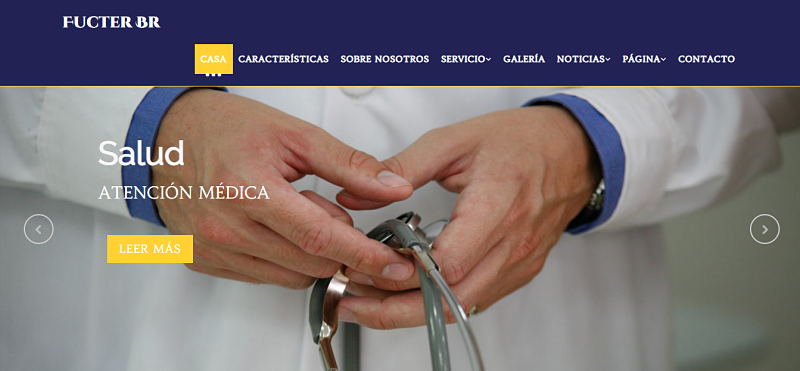 FUCTER BR
CASA CARACTERÍSTICAS SOBRE NOSOTROS SERVICIO GALERÍA NOTICIAS PÁGINA CONTACTO
Salud
ATENCIÓN MÉDICA
LEER MÁS